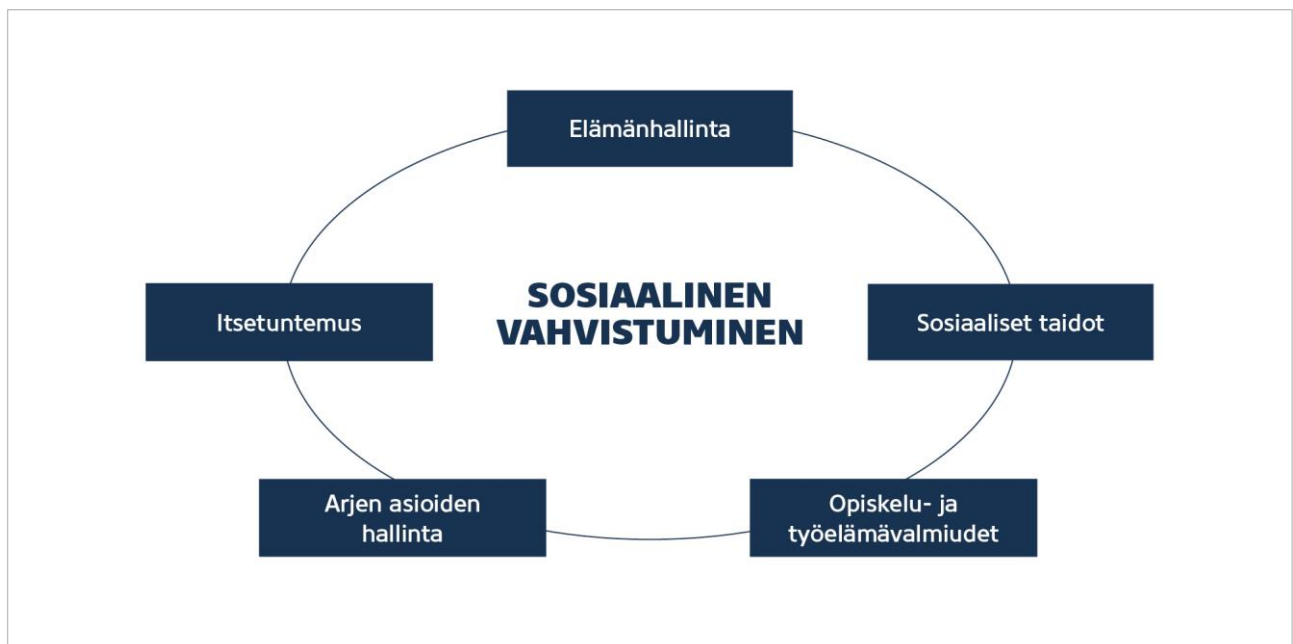 Elämänhallinta
SOSIAALINEN
VAHVISTUMINEN
Itsetuntemus
Sosiaaliset taidot
Arjen asioiden
hallinta
Opiskelu- ja
työelämävalmiudet